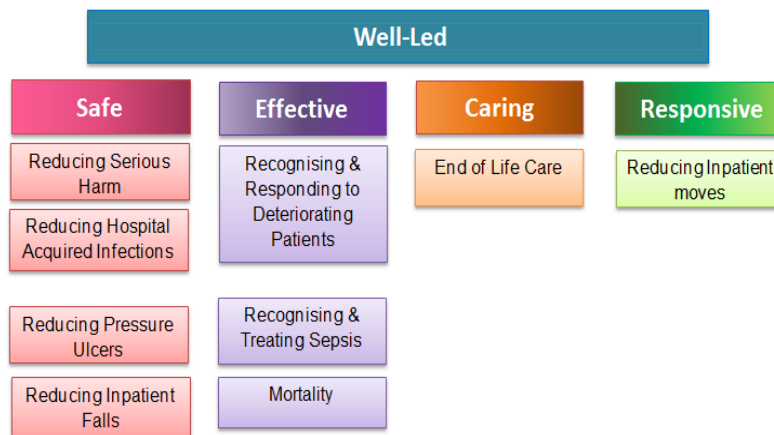 Well-Led
Safe
Effective
Caring
Responsive
Reducing Serious
Harm
Reducing Hospital
Acquired Infections
Reducing Pressure
Ulcers
Reducing Inpatient
Falls
Recognising &
Responding to
Deteriorating
Patients
Recognising &
Treating Sepsis
Mortality
End of Life Care
Reducing Inpatient
moves